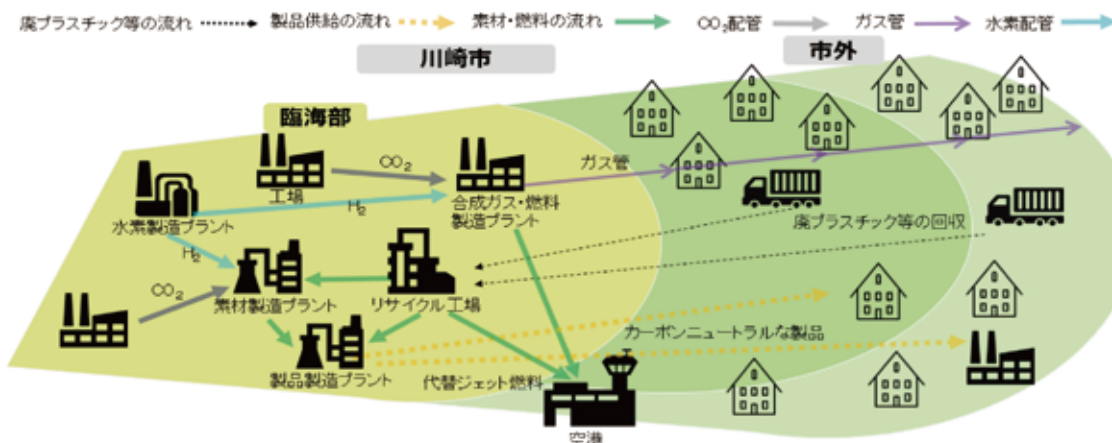 廃プラスチック等の流れ 製品供給の流れ 素材・燃料の流れ CO₂配管 ガス管 水素配管
川崎市
市外
臨海部
工場
CO₂
合成ガス・燃料
製造プラント
ガス管
水素製造プラント
H₂
H₂
廃プラスチック等の回収
CO₂
素材製造プラント
リサイクル工場
カーボンニュートラルな製品
製品製造プラント
代替ジェット燃料
空港